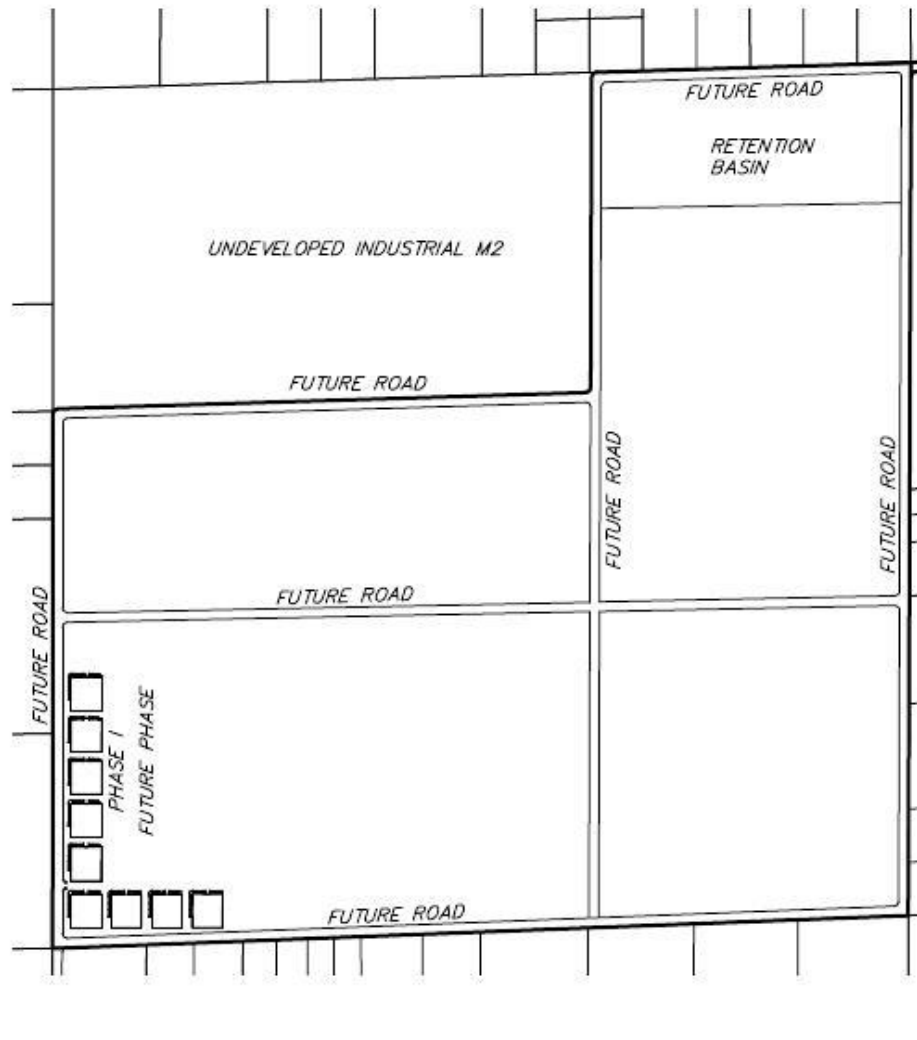 FUTURE ROAD
RETENTION
BASIN
UNDEVELOPED INDUSTRIAL M2
FUTURE ROAD
FUTURE ROAD
FUTURE ROAD
FUTURE ROAD
FUTURE ROAD
PHASE I
FUTURE PHASE
FUTURE ROAD